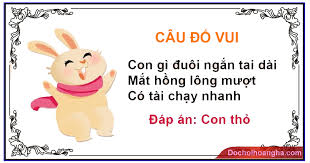 CÂU ĐỐ VUI
Con gì đuôi ngắn tai dài
Mắt hồng lông mượt
Có tài chạy nhanh
Đáp án: Con thỏ
Dochoihoangha.com